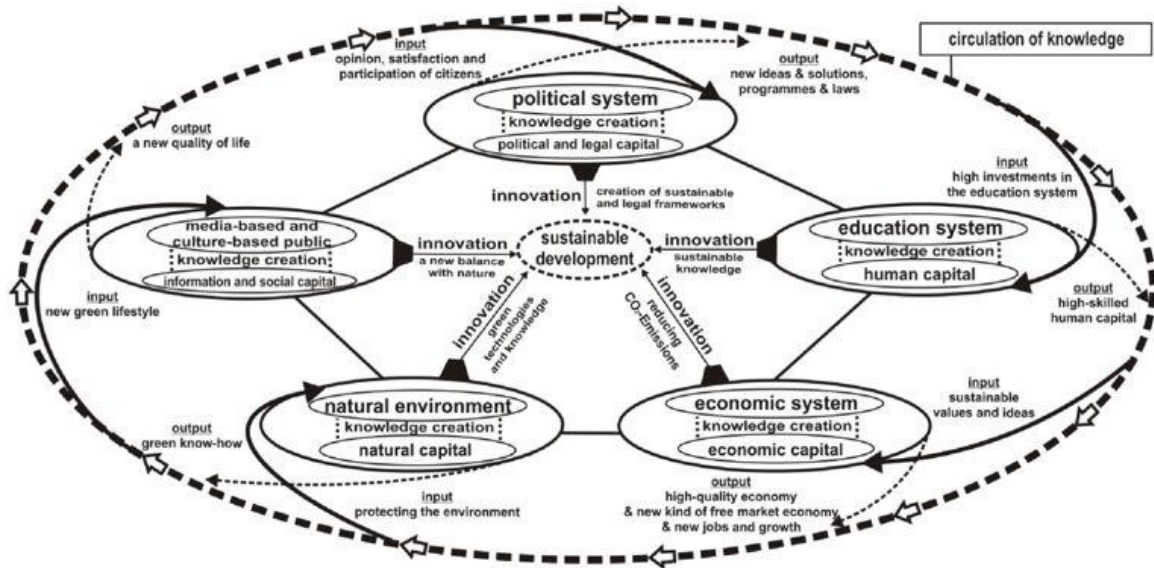 circulation of knowledge
input
opinion, satisfaction and
participation of citizens
output
new ideas & solutions,
programmes & laws
political system
knowledge creation
political and legal capital
output
a new quality of life
input
high investments in
the education system
innovation
creation of sustainable
and legal frameworks
media-based and
culture-based public
knowledge creation
information and social capital
innovation
a new balance
with nature
sustainable
development
innovation
sustainable
knowledge
education system
knowledge creation
human capital
input
new green lifestyle
output
high-skilled
human capital
innovation
green
technologies
and knowledge
innovation
reducing
CO₂-Emissions
natural environment
knowledge creation
natural capital
economic system
knowledge creation
economic capital
input
sustainable
values and ideas
output
green know-how
input
protecting the environment
output
high-quality economy
& new kind of free market economy
& new jobs and growth